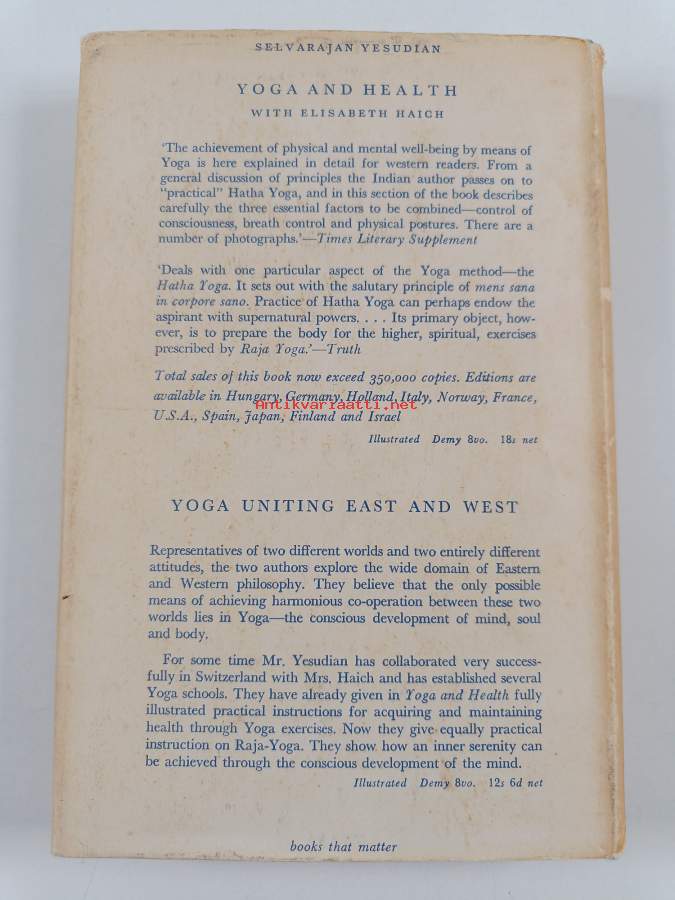 SELVARAJAN YESUDIAN
YOGA AND HEALTH
WITH ELISABETH HAICH
'The achievement of physical and mental well-being by means of
Yoga is here explained in detail for western readers. From a
general discussion of principles the Indian author passes on to
"practical" Hatha Yoga, and in this section of the book describes
carefully the three essential factors to be combined—control of
consciousness, breath control and physical postures. There are a
number of photographs.'—Times Literary Supplement
'Deals with one particular aspect of the Yoga method—the
Hatha Yoga. It sets out with the salutary principle of mens sana
in corpore sano. Practice of Hatha Yoga can perhaps endow the
aspirant with supernatural powers. . . . Its primary object, how-
ever, is to prepare the body for the higher, spiritual, exercises
prescribed by Raja Yoga.'—Truth
Total sales of this book now exceed 350,000 copies. Editions are
available in Hungary, Germany, Holland, Italy, Norway, France,
Antikvariaatti.net
U.S.A., Spain, Japan, Finland and Israel
Illustrated Demy 8vo. 18s net
YOGA UNITING EAST AND WEST
Representatives of two different worlds and two entirely different
attitudes, the two authors explore the wide domain of Eastern
and Western philosophy. They believe that the only possible
means of achieving harmonious co-operation between these two
worlds lies in Yoga—the conscious development of mind, soul
and body.
For some time Mr. Yesudian has collaborated very success-
fully in Switzerland with Mrs. Haich and has established several
Yoga schools. They have already given in Yoga and Health fully
illustrated practical instructions for acquiring and maintaining
health through Yoga exercises. Now they give equally practical
instruction on Raja-Yoga. They show how an inner serenity can
be achieved through the conscious development of the mind.
Illustrated Demy 8vo. 12s 6d net
books that matter